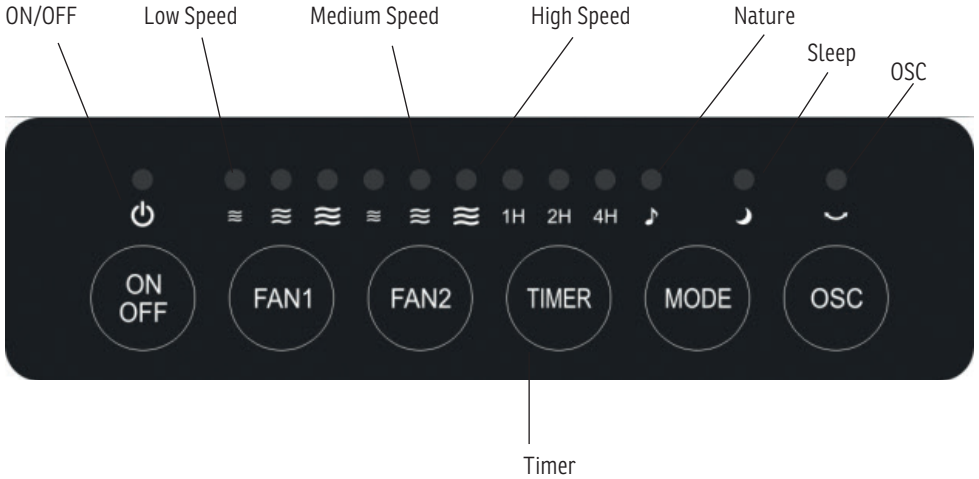 ON/OFF Low Speed Medium Speed High Speed Nature
Sleep
OSC
1H 2H 4H
ON
OFF
FAN1 FAN2 TIMER MODE OSC
Timer